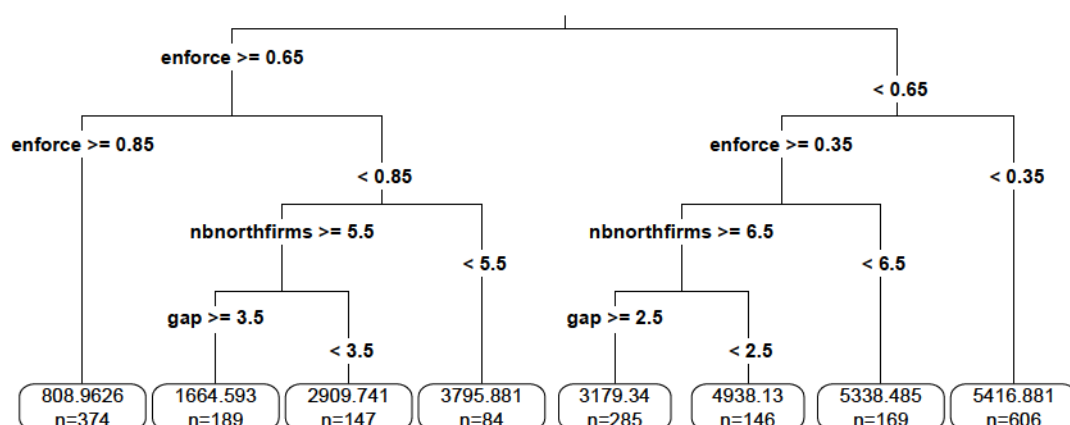 enforce >= 0.65
< 0.65
enforce >= 0.85
enforce >= 0.35
< 0.85
< 0.35
nbnorthfirms >= 5.5
nbnorthfirms >= 6.5
< 5.5
< 6.5
gap >= 3.5
gap >= 2.5
< 3.5
< 2.5
808.9626
n=374
1664.593
n=189
2909.741
n=147
3795.881
n=84
3179.34
n=285
4938.13
n=146
5338.485
n=169
5416.881
n=606